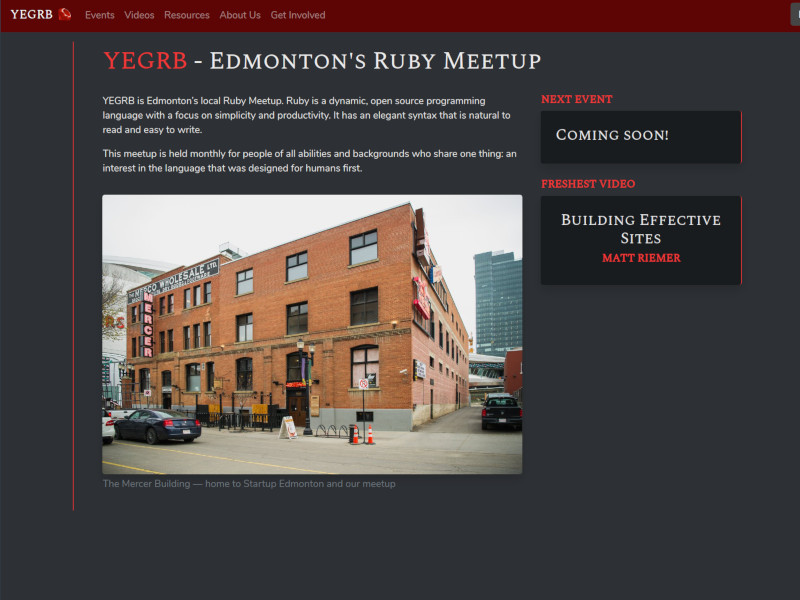 YEGRB
Events Videos Resources About Us Get Involved
YEGRB - Edmonton's Ruby Meetup
YEGRB is Edmonton's local Ruby Meetup. Ruby is a dynamic, open source programming
language with a focus on simplicity and productivity. It has an elegant syntax that is natural to
read and easy to write.
This meetup is held monthly for people of all abilities and backgrounds who share one thing: an
interest in the language that was designed for humans first.
MERCER
The Mercer Building — home to Startup Edmonton and our meetup
NEXT EVENT
Coming soon!
FRESHEST VIDEO
Building Effective
Sites
MATT RIEMER